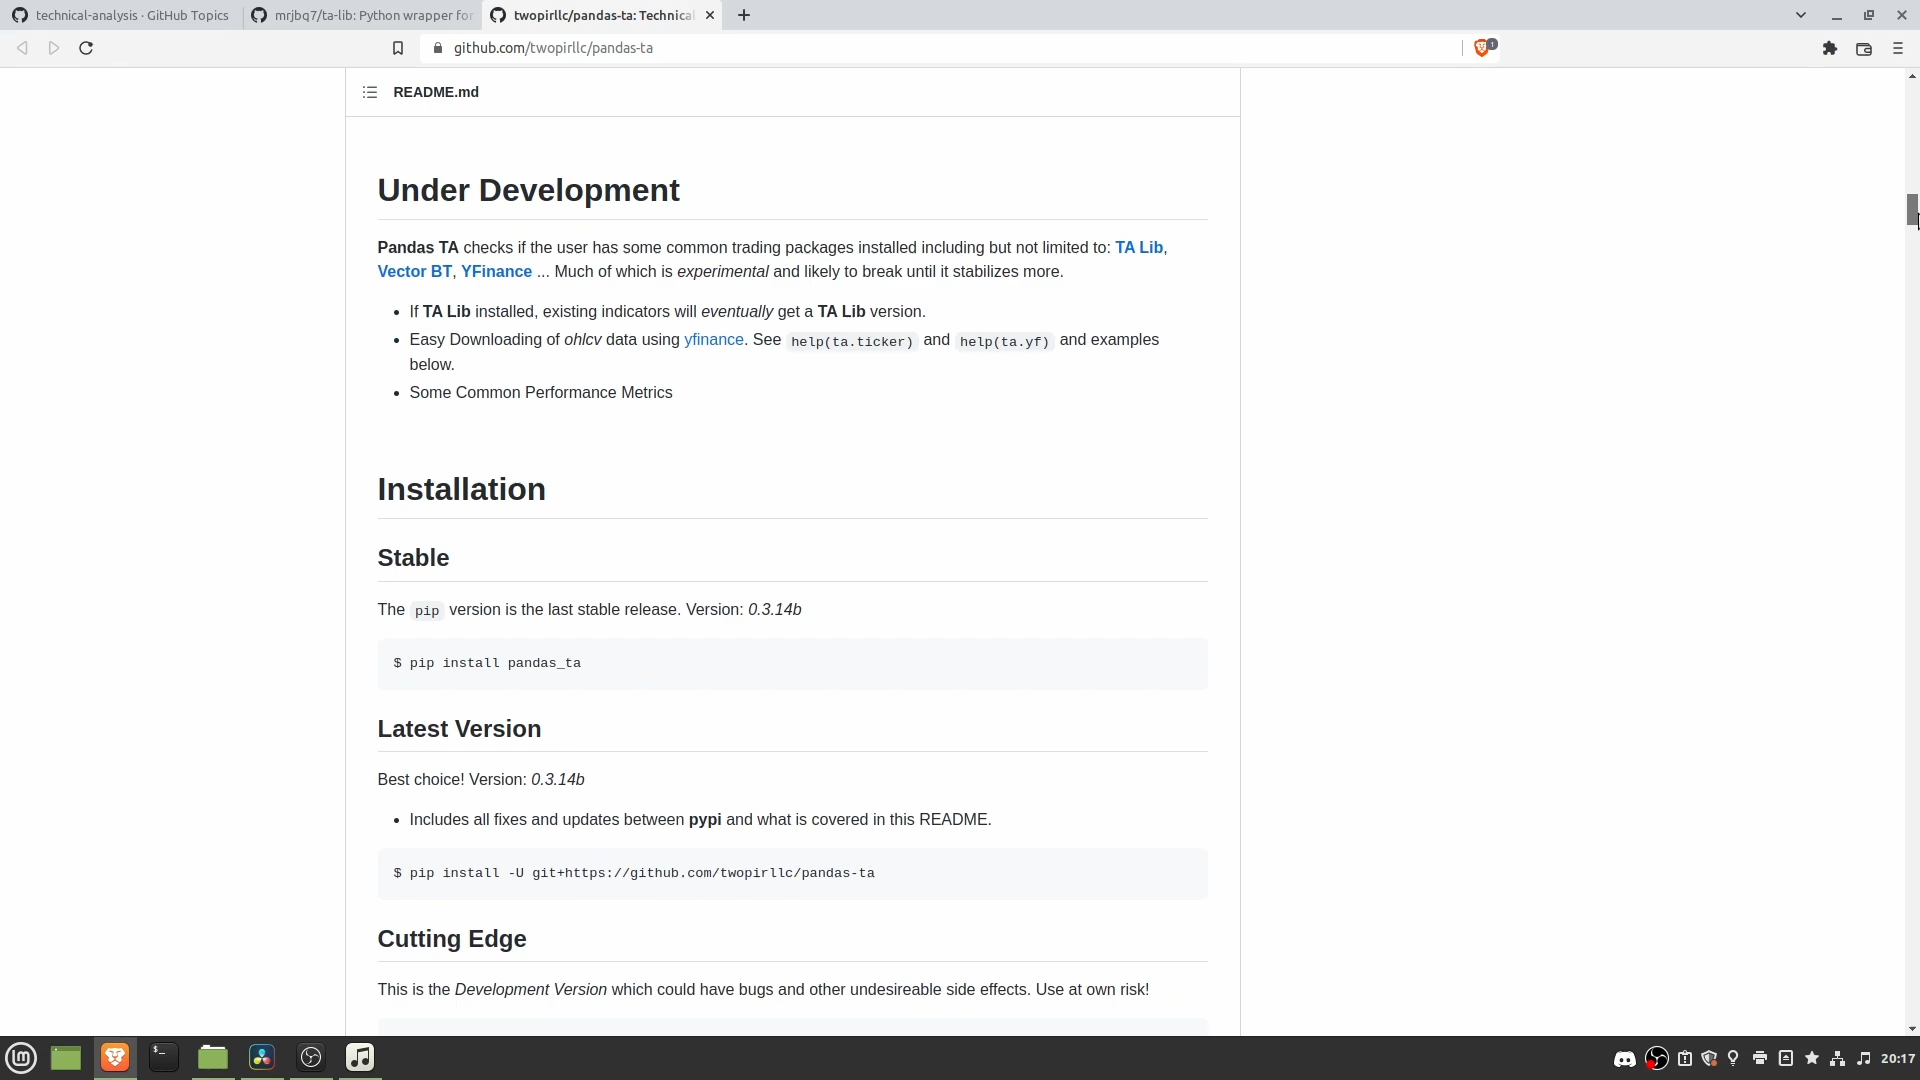 technical-analysis · GitHub Topics
mrjbq7/ta-lib: Python wrapper for
twopirllc/pandas-ta: Technical
github.com/twopirllc/pandas-ta
1
README.md
Under Development
Pandas TA checks if the user has some common trading packages installed including but not limited to: TA Lib,
Vector BT, YFinance ... Much of which is experimental and likely to break until it stabilizes more.
• If TA Lib installed, existing indicators will eventually get a TA Lib version.
• Easy Downloading of ohlcv data using yfinance. See help(ta.ticker) and help(ta.yf) and examples
below.
• Some Common Performance Metrics
Installation
Stable
The pip version is the last stable release. Version: 0.3.14b
$ pip install pandas_ta
Latest Version
Best choice! Version: 0.3.14b
• Includes all fixes and updates between pypi and what is covered in this README.
$ pip install -U git+https://github.com/twopirllc/pandas-ta
Cutting Edge
This is the Development Version which could have bugs and other undesireable side effects. Use at own risk!
20:17